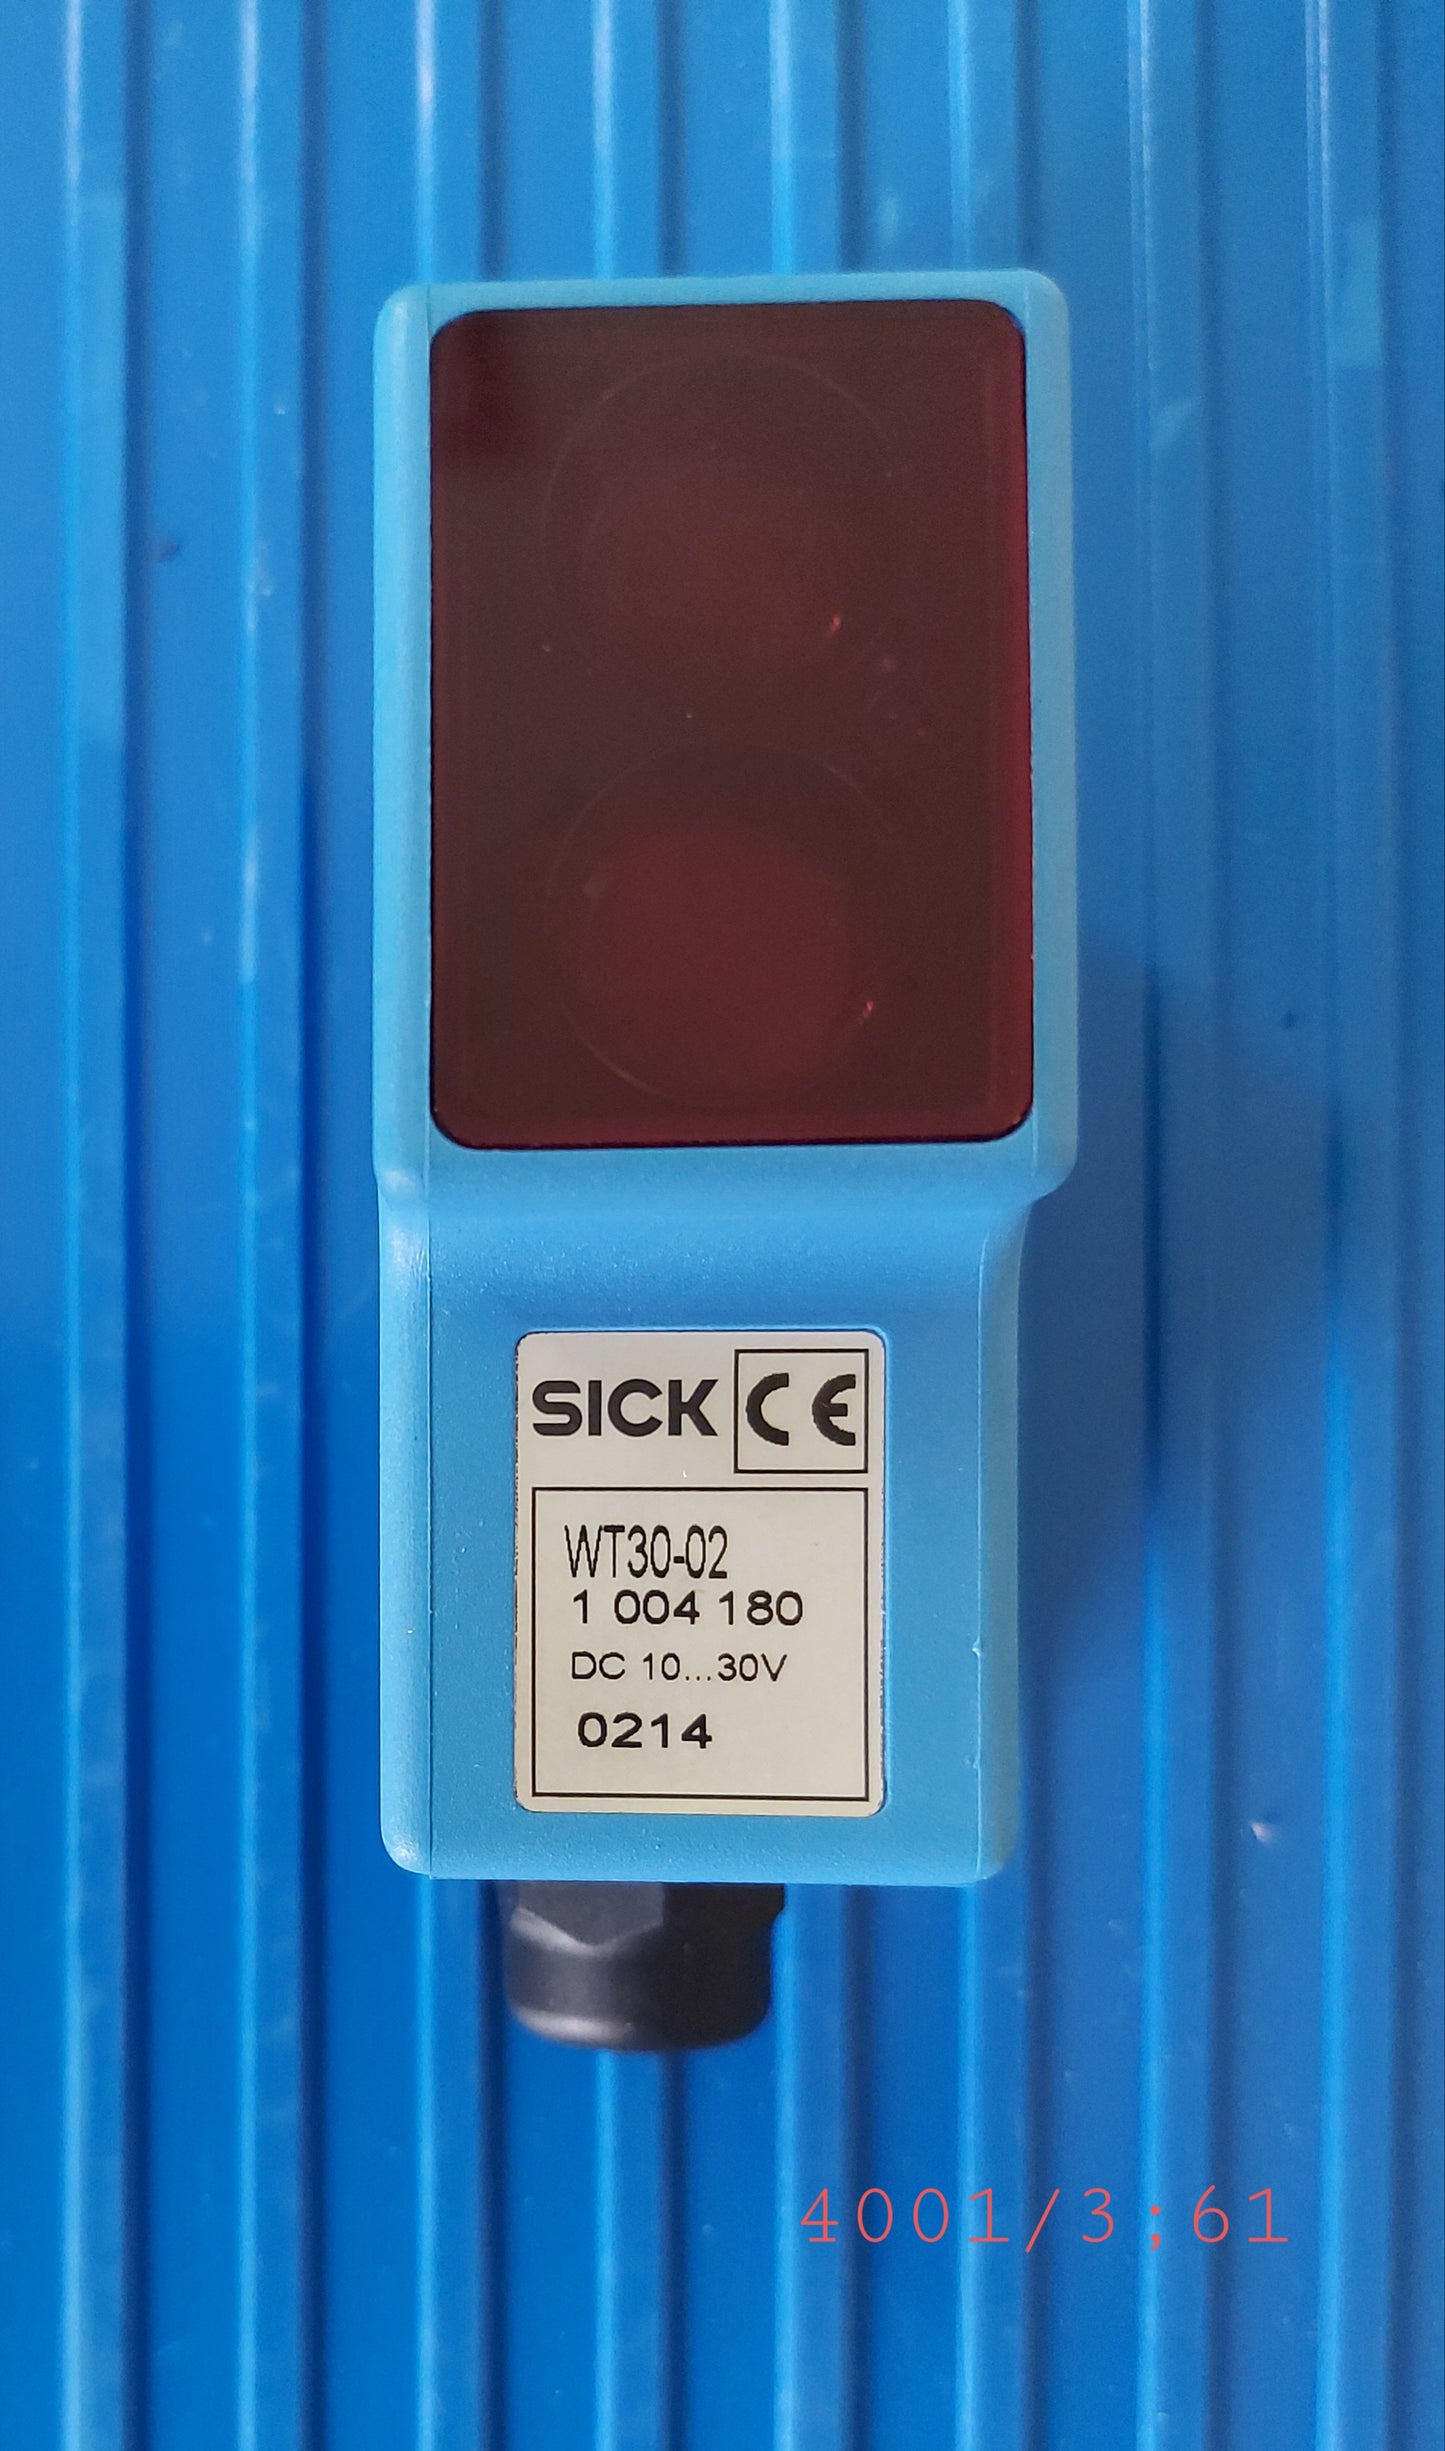 SICK CE
WT30-02
1 004 180
DC 10...30V
0214
4001/3;61